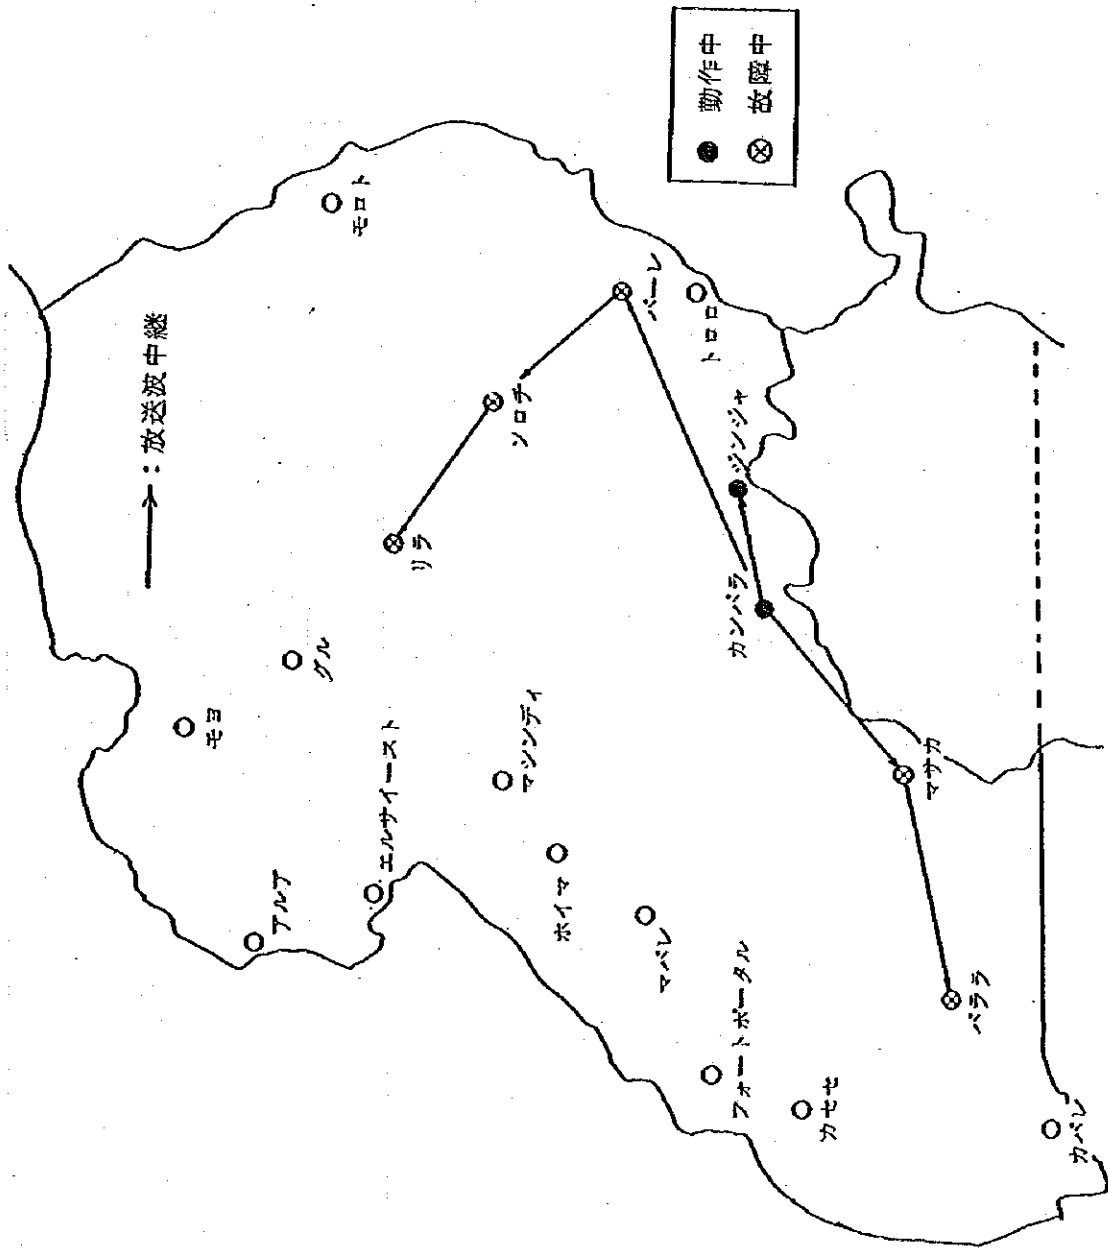 →：放送波中継
● 動作中
⊗ 故障中
モヨ
アルア
グル
エルサイースト
モロト
リラ
ソロチ
マシンディ
ホイマ
バーレ
トロロ
マバレ
ジンジャ
カンパラ
フォートポータル
カセセ
マサカ
バララ
カバレ